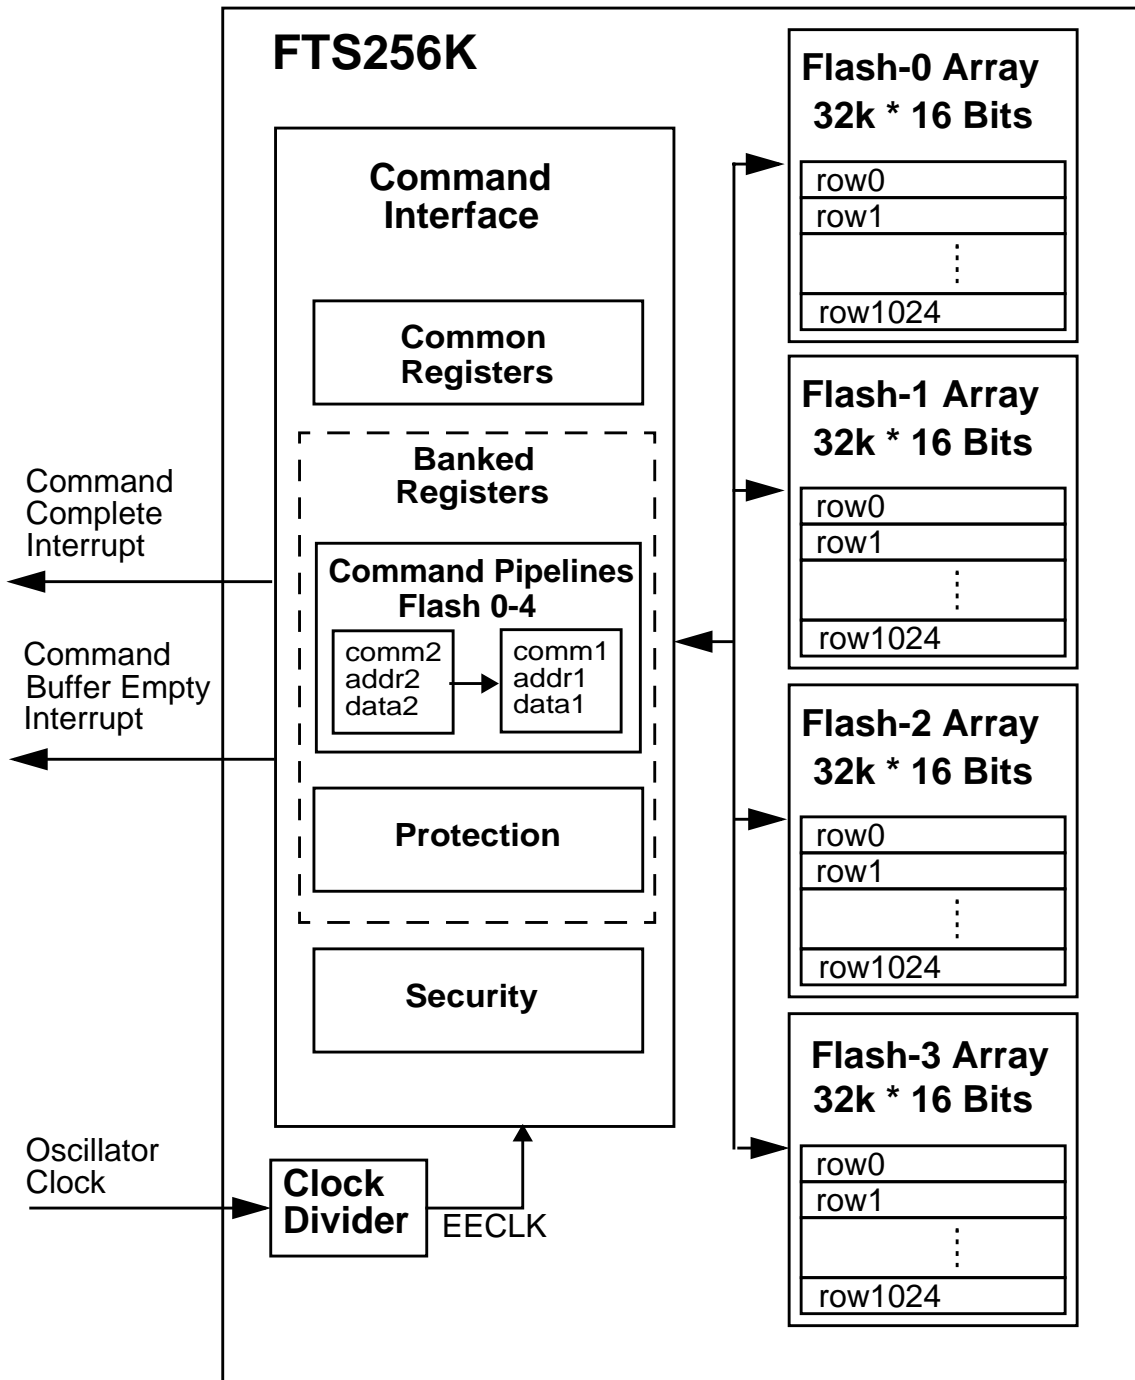 FTS256K
Command
Interface
Common
Registers
Banked
Registers
Command Pipelines
Flash 0-4
comm2
addr2
data2
comm1
addr1
data1
Protection
Security
Command
Complete
Interrupt
Command
Buffer Empty
Interrupt
Oscillator
Clock
Clock
Divider
EECLK
Flash-0 Array
32k * 16 Bits
row0
row1
row1024
Flash-1 Array
32k * 16 Bits
row0
row1
row1024
Flash-2 Array
32k * 16 Bits
row0
row1
row1024
Flash-3 Array
32k * 16 Bits
row0
row1
row1024